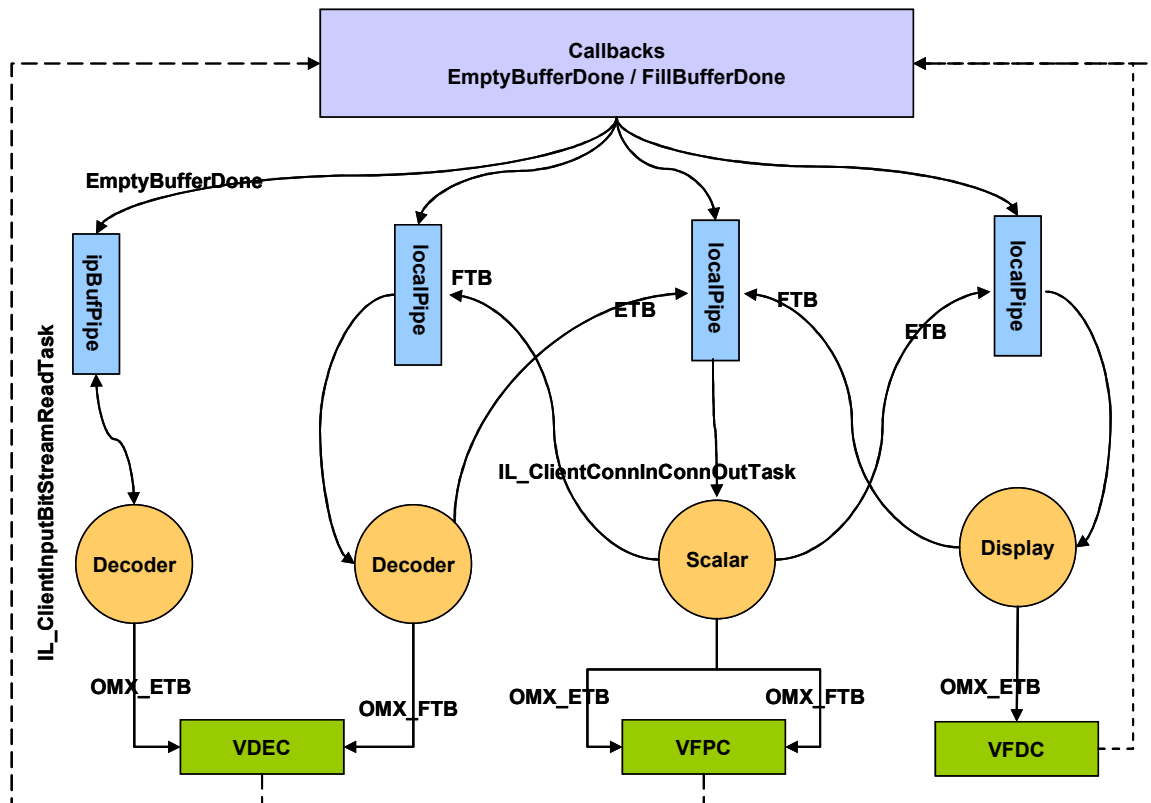 Callbacks
EmptyBufferDone / FillBufferDone
EmptyBufferDone
ipBufPipe
localPipe
localPipe
localPipe
FTB
ETB
FTB
ETB
IL_ClientInputBitStreamReadTask
IL_ClientConnInConnOutTask
Decoder
Decoder
Scalar
Display
OMX_ETB
OMX_FTB
OMX_ETB
OMX_FTB
OMX_ETB
VDEC
VFPC
VFDC